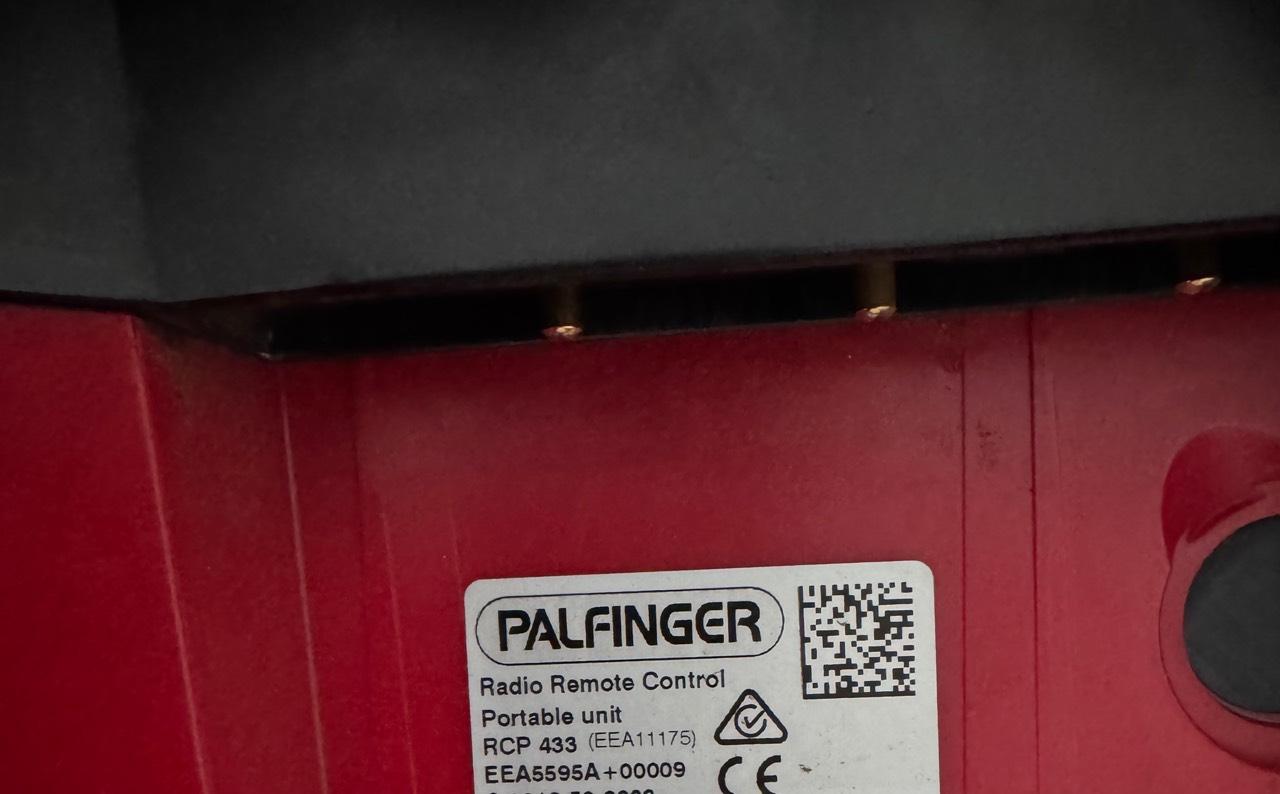 PALFINGER
Radio Remote Control
Portable unit
RCP 433 (EEA11175)
EEA5595A+00009
CE